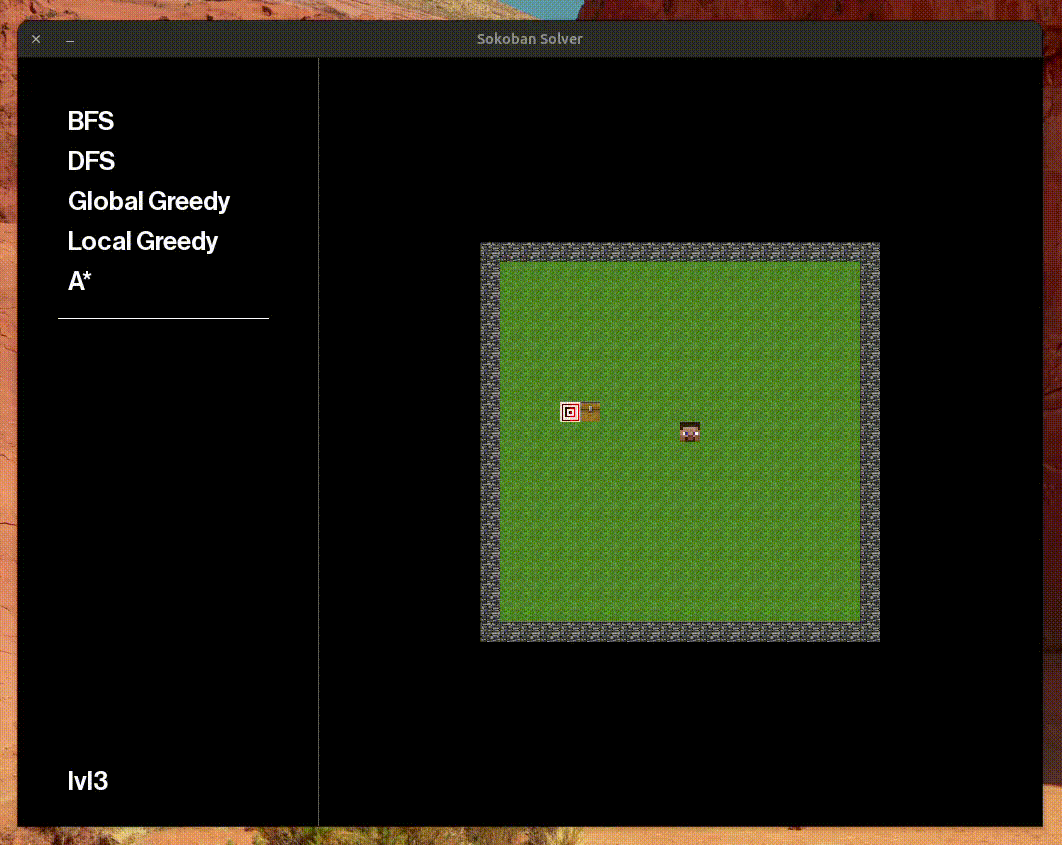 Sokoban Solver
BFS
DFS
Global Greedy
Local Greedy
A*
lvl3